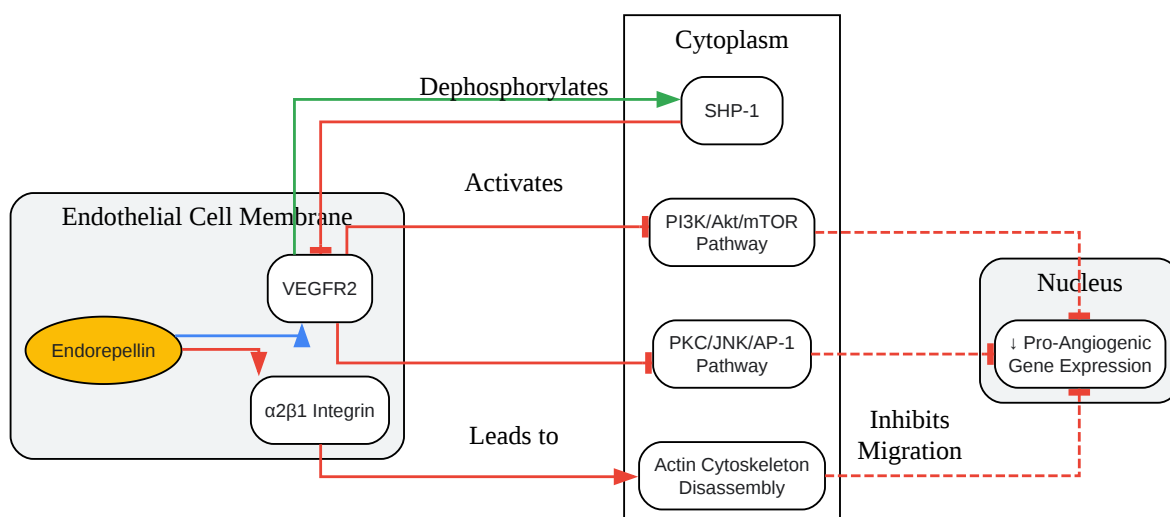 Cytoplasm
Dephosphorylates
SHP-1
Activates
Endothelial Cell Membrane
PI3K/Akt/mTOR
Pathway
VEGFR2
Nucleus
Endorepellin
PKC/JNK/AP-1
Pathway
↓ Pro-Angiogenic
Gene Expression
α2β1 Integrin
Leads to
Inhibits
Migration
Actin Cytoskeleton
Disassembly